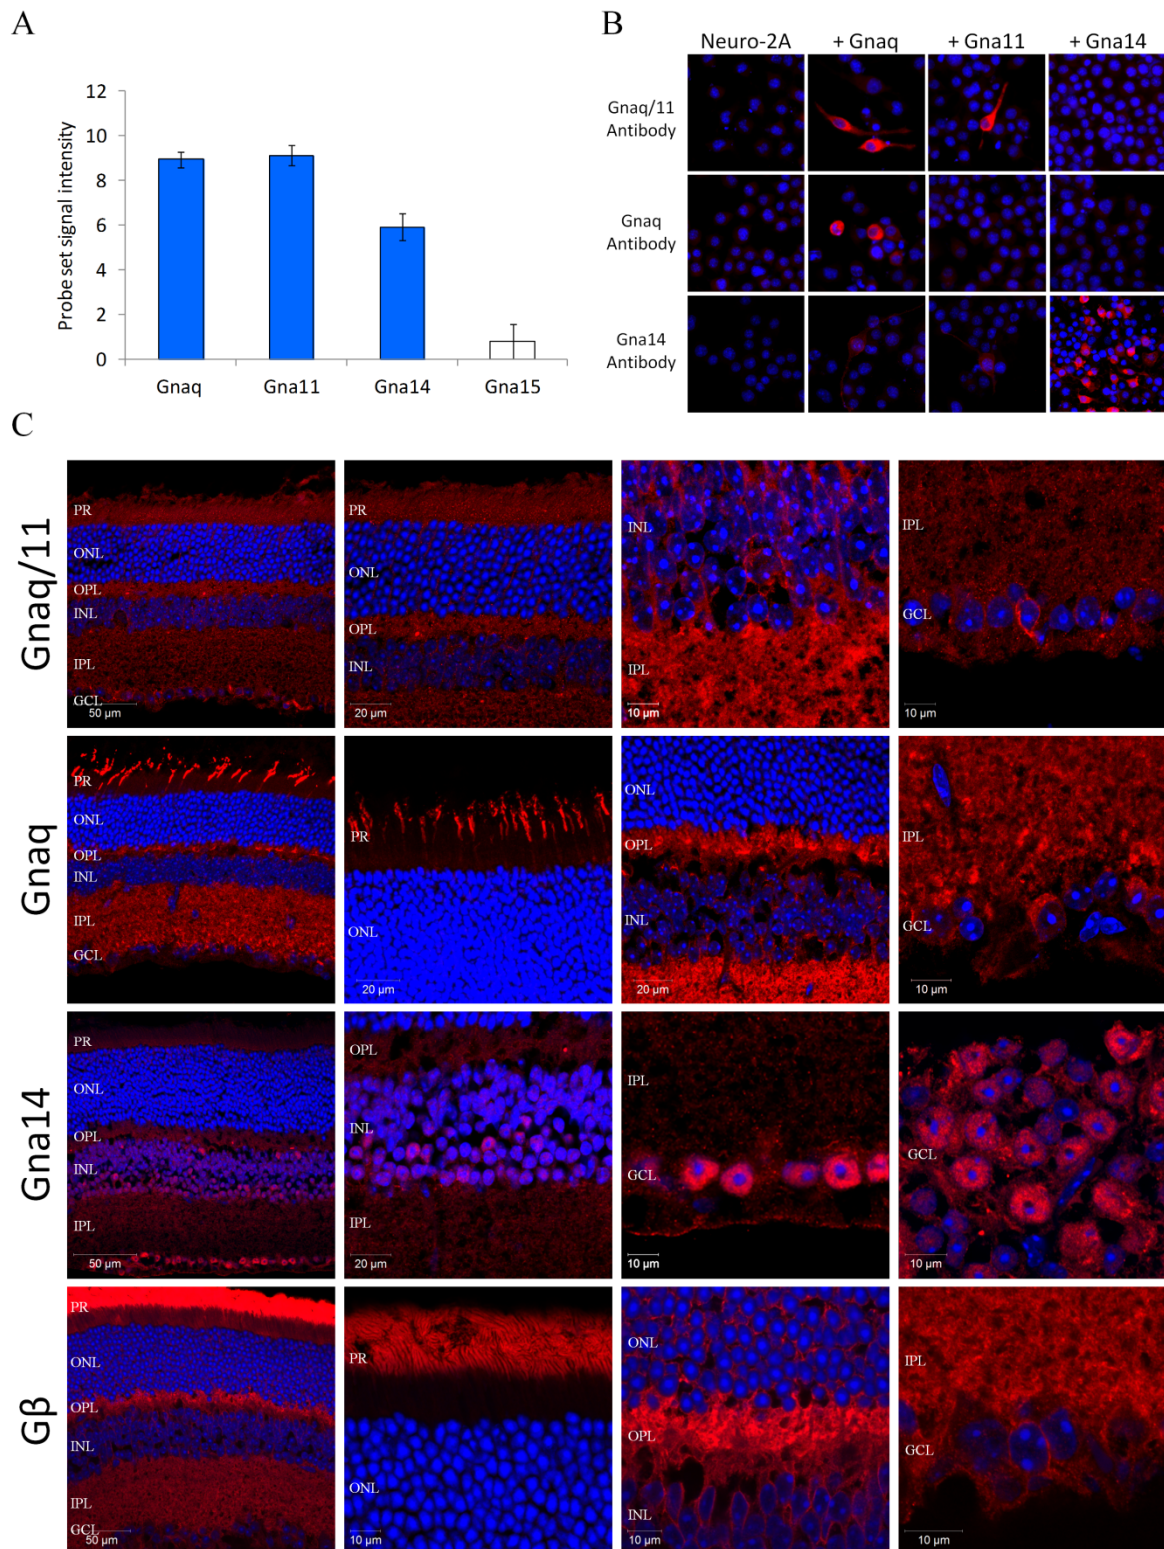 A
B
Neuro-2A + Gnaq + Gna11 + Gna14
Gnaq/11
Antibody
Gnaq
Antibody
Gna14
Antibody
Probe set signal intensity
12
10
8
6
4
2
0
Gnaq Gna11 Gna14 Gna15
C
Gnaq/11
PR
ONL
OPL
INL
IPL
GCL
50 µm
PR
ONL
OPL
INL
20 µm
INL
IPL
10 µm
IPL
GCL
10 µm
Gnaq
PR
ONL
OPL
INL
IPL
GCL
50 µm
PR
ONL
20 µm
ONL
OPL
INL
20 µm
IPL
GCL
10 µm
Gna14
PR
ONL
OPL
INL
IPL
50 µm
OPL
INL
IPL
20 µm
IPL
GCL
10 µm
GCL
10 µm
Gβ
PR
ONL
OPL
INL
IPL
GCL
50 µm
PR
ONL
10 µm
ONL
OPL
INL
10 µm
IPL
GCL
10 µm